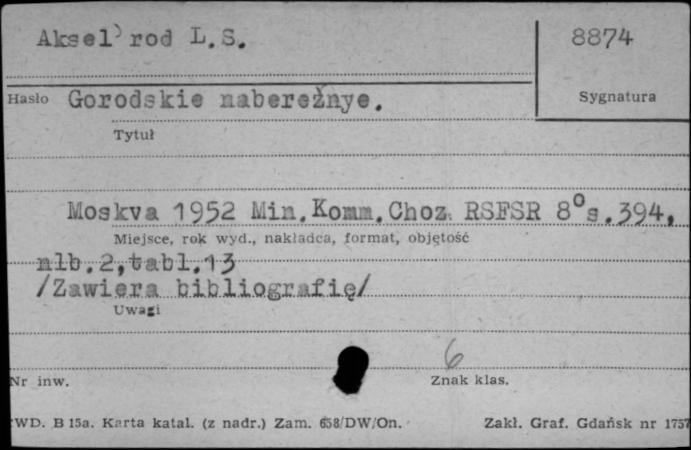 Aksel'rod L.S.
8874
Hasło Gorodskie naberežnye.
Sygnatura
Tytuł
Moskva 1952 Min.Komm.Choz. RSFSR 8° s.394,
Miejsce, rok wyd., nakładca, format, objętość
nlb.2,tabl.13
/Zawiera bibliografię/
Uwagi
6
Nr inw.
Znak klas.
WD. B 15a. Karta katal. (z nadr.) Zam. 658/DW/On.
Zakł. Graf. Gdańsk nr 1757